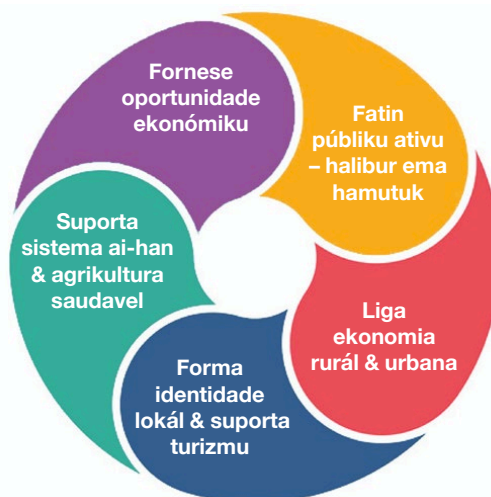 Fornese
oportunidade
ekonómiku
Fatin
públiku ativu
– halibur ema
hamutuk
Liga
ekonomia
rurál & urbana
Forma
identidade
lokál & suporta
turizmu
Suporta
sistema ai-han
& agrikultura
saudavel